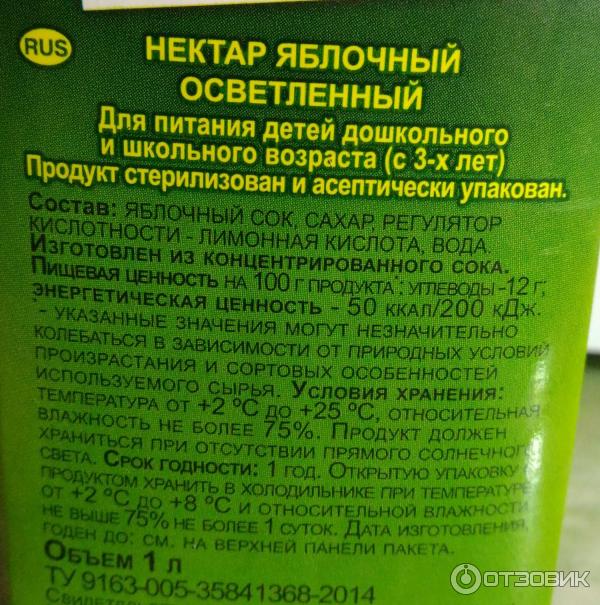 RUS
НЕКТАР ЯБЛОЧНЫЙ
ОСВЕТЛЕННЫЙ
Для питания детей дошкольного
и школьного возраста (с 3-х лет)
Продукт стерилизован и асептически упакован.
Состав: ЯБЛОЧНЫЙ СОК, САХАР, РЕГУЛЯТОР
КИСЛОТНОСТИ - ЛИМОННАЯ КИСЛОТА, ВОДА.
ИЗГОТОВЛЕН ИЗ КОНЦЕНТРИРОВАННОГО СОКА.
ПИЩЕВАЯ ЦЕННОСТЬ НА 100 Г ПРОДУКТА*: УГЛЕВОДЫ -12 Г;
ЭНЕРГЕТИЧЕСКАЯ ЦЕННОСТЬ - 50 ККАЛ/200 КДЖ.
- УКАЗАННЫЕ ЗНАЧЕНИЯ МОГУТ НЕЗНАЧИТЕЛЬНО
КОЛЕБАТЬСЯ В ЗАВИСИМОСТИ ОТ ПРИРОДНЫХ УСЛОВИЙ
ПРОИЗРАСТАНИЯ И СОРТОВЫХ ОСОБЕННОСТЕЙ
ИСПОЛЬЗУЕМОГО СЫРЬЯ. УСЛОВИЯ ХРАНЕНИЯ:
ТЕМПЕРАТУРА ОТ +2 °С ДО +25 °С, ОТНОСИТЕЛЬНАЯ
ВЛАЖНОСТЬ НЕ БОЛЕЕ 75%. ПРОДУКТ ДОЛЖЕН
ХРАНИТЬСЯ ПРИ ОТСУТСТВИИ ПРЯМОГО СОЛНЕЧНОГО
СВЕТА. СРОК ГОДНОСТИ: 1 ГОД. ОТКРЫТУЮ УПАКОВКУ
ПРОДУКТОМ ХРАНИТЬ В ХОЛОДИЛЬНИКЕ ПРИ ТЕМПЕРАТУРЕ
ОТ +2 °С ДО +8 °С И ОТНОСИТЕЛЬНОЙ ВЛАЖНОСТИ
НЕ ВЫШЕ 75% НЕ БОЛЕЕ 1 СУТОК. ДАТА ИЗГОТОВЛЕНИЯ,
ГОДЕН ДО: СМ. НА ВЕРХНЕЙ ПАНЕЛИ ПАКЕТА.
ОБЪЕМ 1 Л
ТУ 9163-005-35841368-2014
ОТЗОВИК